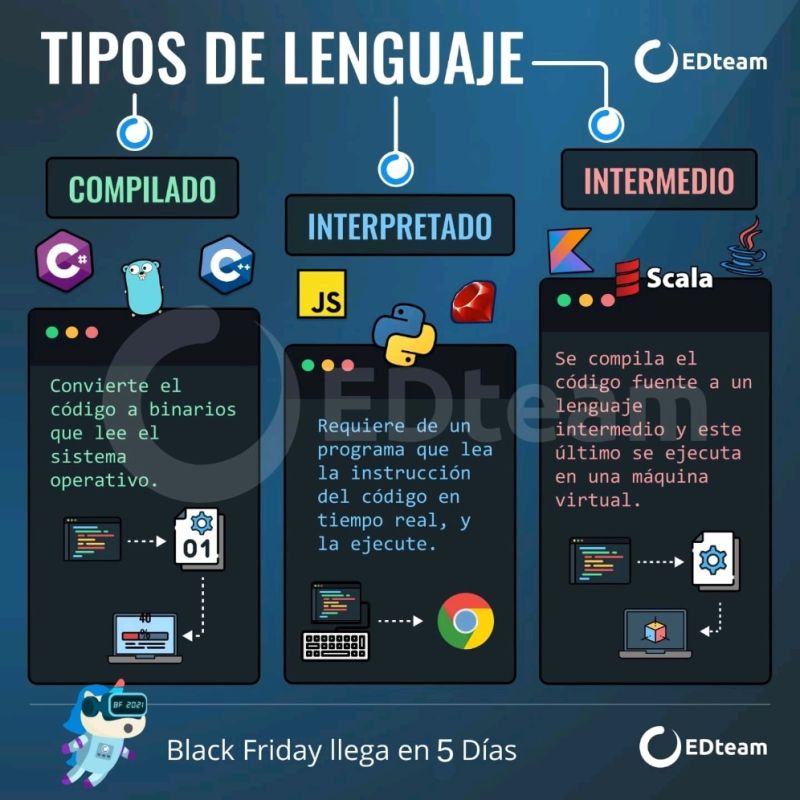 TIPOS DE LENGUAJE
EDteam
COMPILADO
INTERPRETADO
INTERMEDIO
C#
C++
JS
Scala
Convierte el
código a binarios
que lee el
sistema
operativo.
01
40
%
Requiere de un
programa que lea
la instrucción
del código en
tiempo real, y
la ejecute.
Se compila el
código fuente a un
lenguaje
intermedio y este
último se ejecuta
en una máquina
virtual.
EDteam
BF 2021
Black Friday llega en 5 Días
EDteam